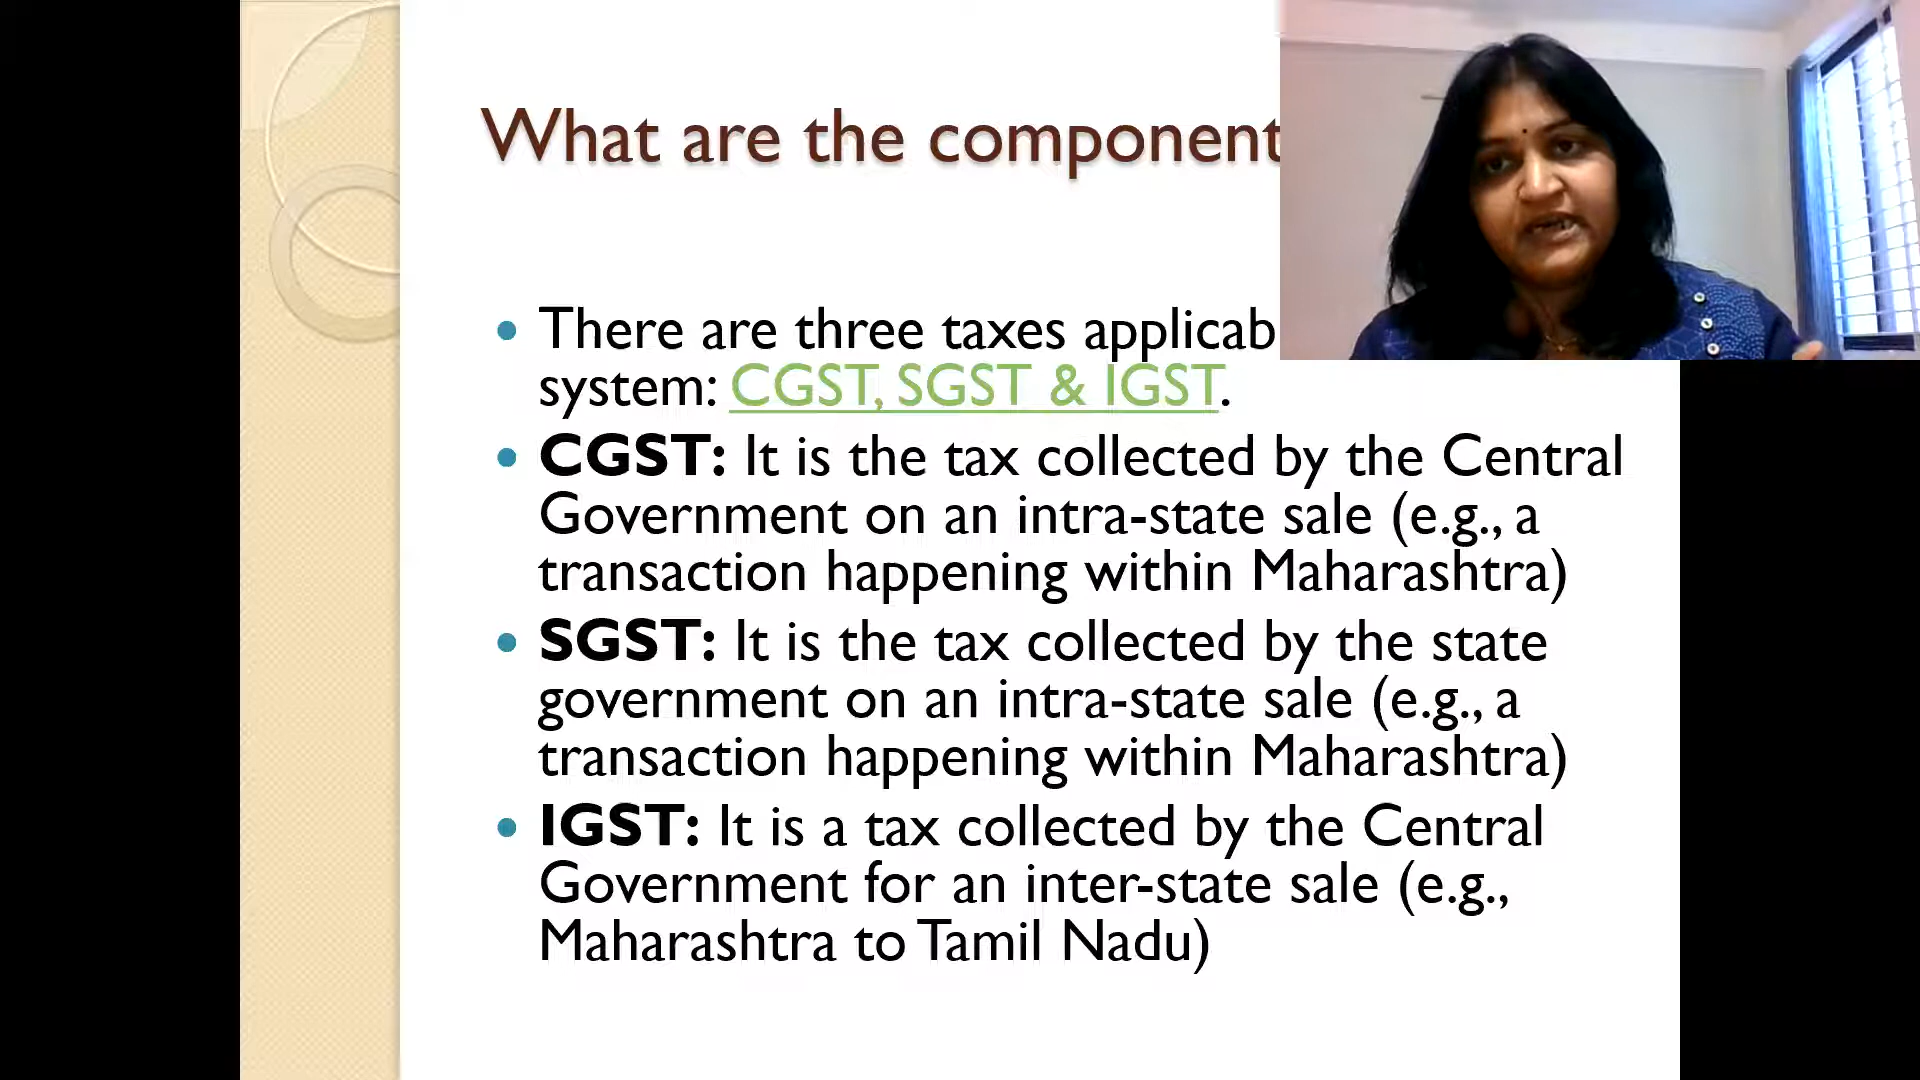 What are the component
There are three taxes applicab
system: CGST, SGST & IGST.
CGST: It is the tax collected by the Central
Government on an intra-state sale (e.g., a
transaction happening within Maharashtra)
SGST: It is the tax collected by the state
government on an intra-state sale (e.g., a
transaction happening within Maharashtra)
IGST: It is a tax collected by the Central
Government for an inter-state sale (e.g.,
Maharashtra to Tamil Nadu)